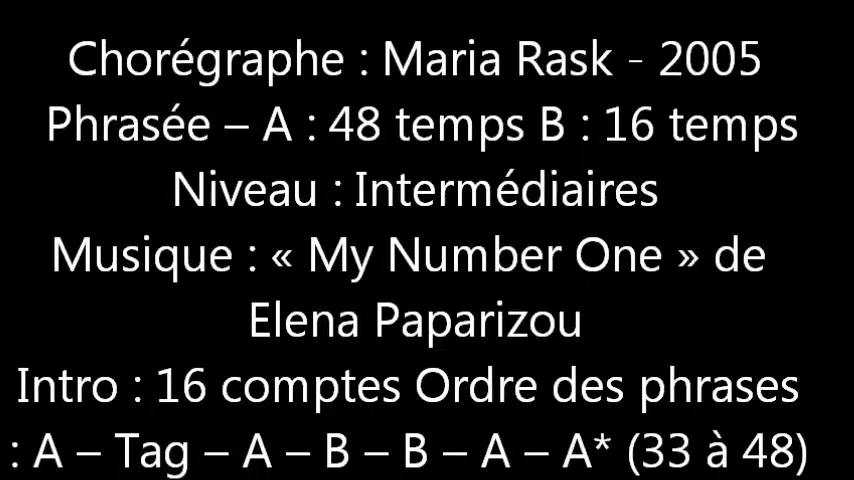 Chorégraphe : Maria Rask - 2005
Phrasée – A : 48 temps B : 16 temps
Niveau : Intermédiaires
Musique : « My Number One » de
Elena Paparizou
Intro : 16 comptes Ordre des phrases
: A – Tag – A – B – B – A – A* (33 à 48)